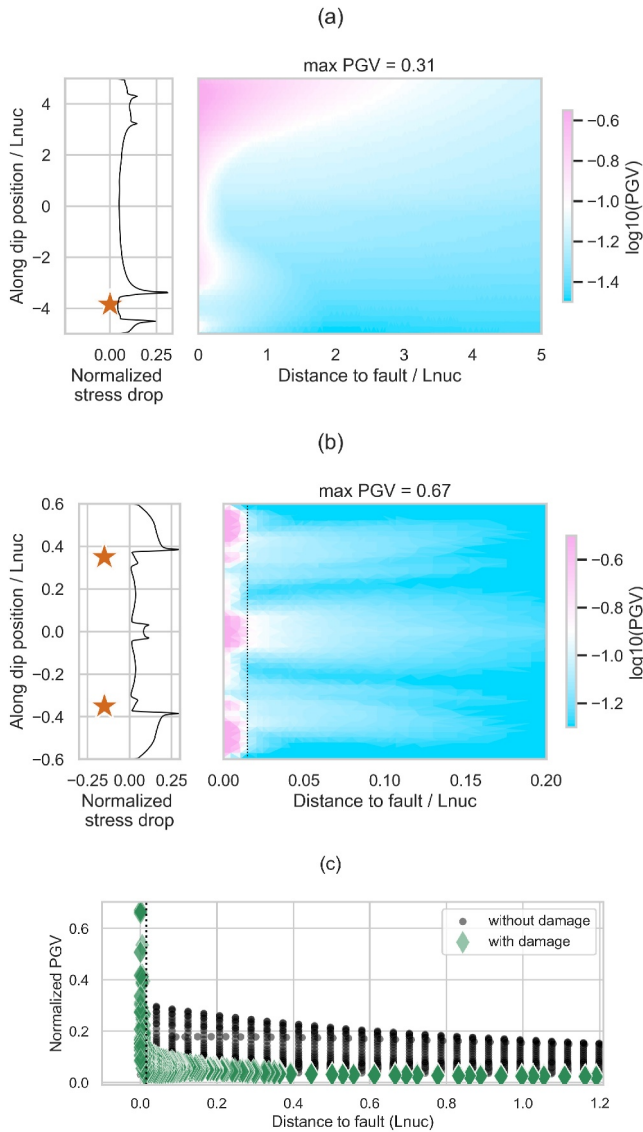 (a)
max PGV = 0.31
Along dip position / Lnuc
4
2
0
−2
−4
0.00 0.25
Normalized
stress drop
0 1 2 3 4 5
Distance to fault / Lnuc
−0.6
−0.8
−1.0
−1.2
−1.4
log10(PGV)
(b)
max PGV = 0.67
Along dip position / Lnuc
0.6
0.4
0.2
0.0
−0.2
−0.4
−0.6
−0.25 0.00 0.25
Normalized
stress drop
0.00 0.05 0.10 0.15 0.20
Distance to fault / Lnuc
−0.6
−0.8
−1.0
−1.2
log10(PGV)
(c)
Normalized PGV
0.6
0.4
0.2
0.0
without damage
with damage
0.0 0.2 0.4 0.6 0.8 1.0 1.2
Distance to fault (Lnuc)